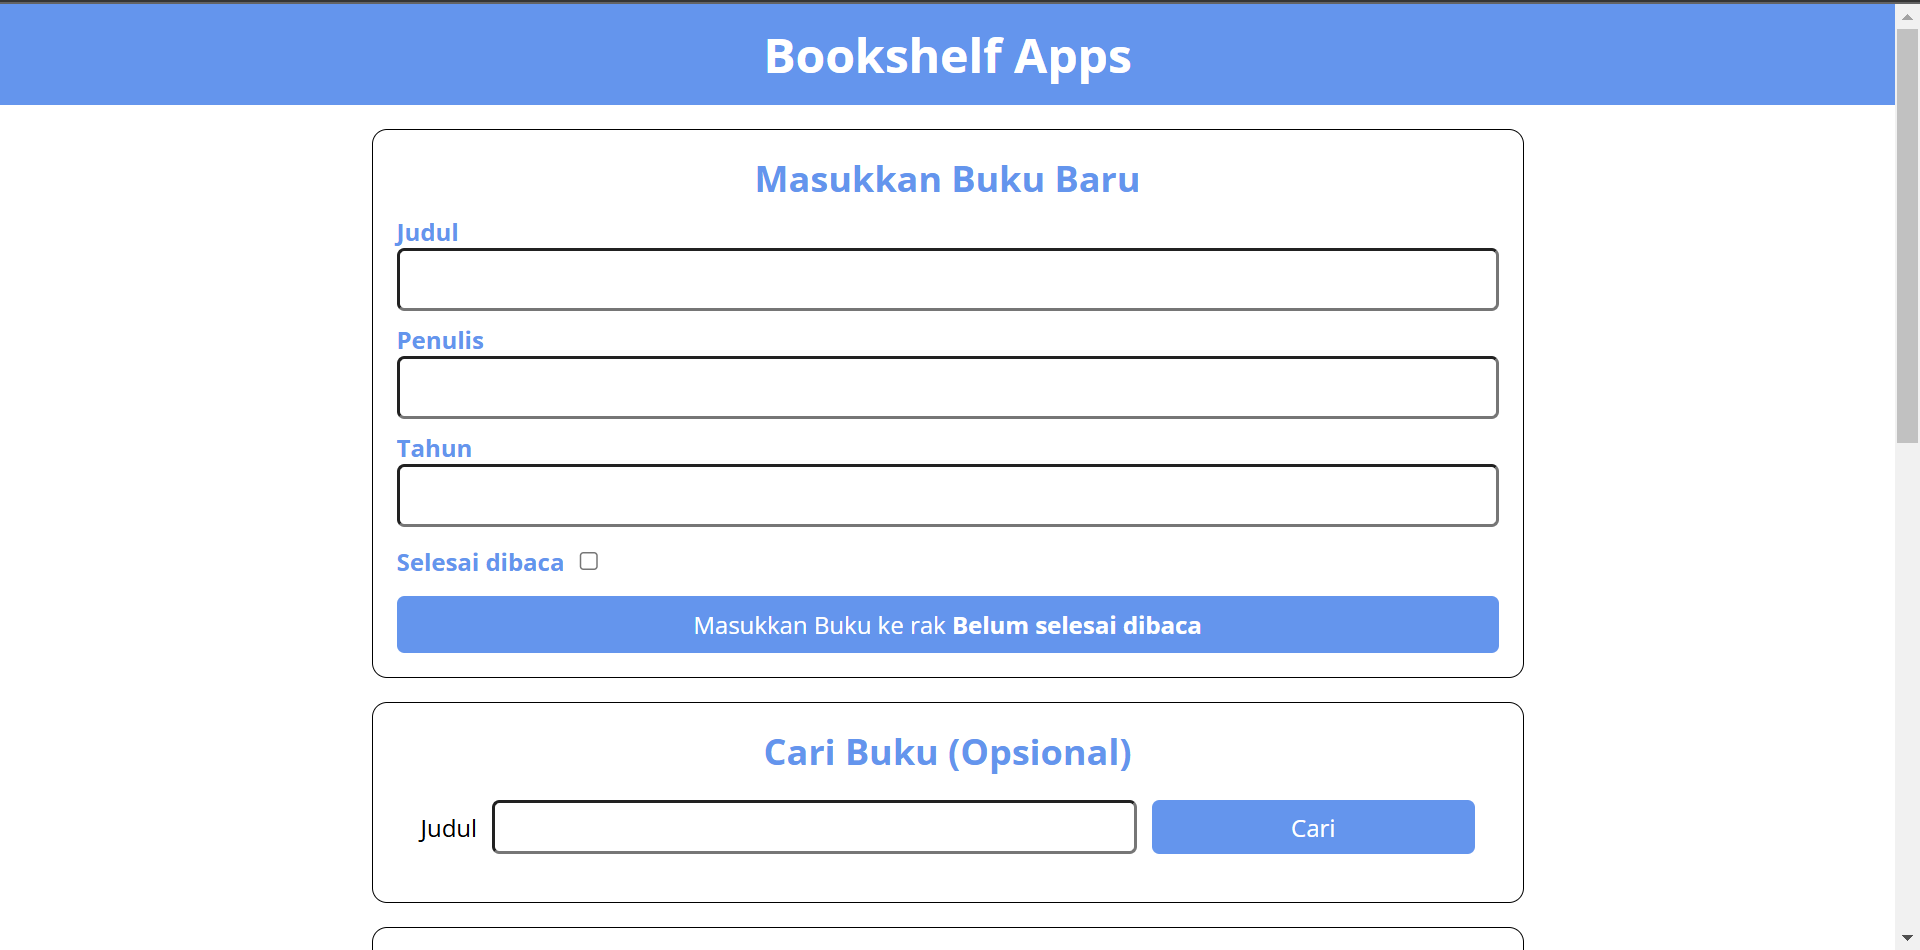 Bookshelf Apps
Masukkan Buku Baru
Judul
Penulis
Tahun
Selesai dibaca
Masukkan Buku ke rak Belum selesai dibaca
Cari Buku (Opsional)
Judul
Cari